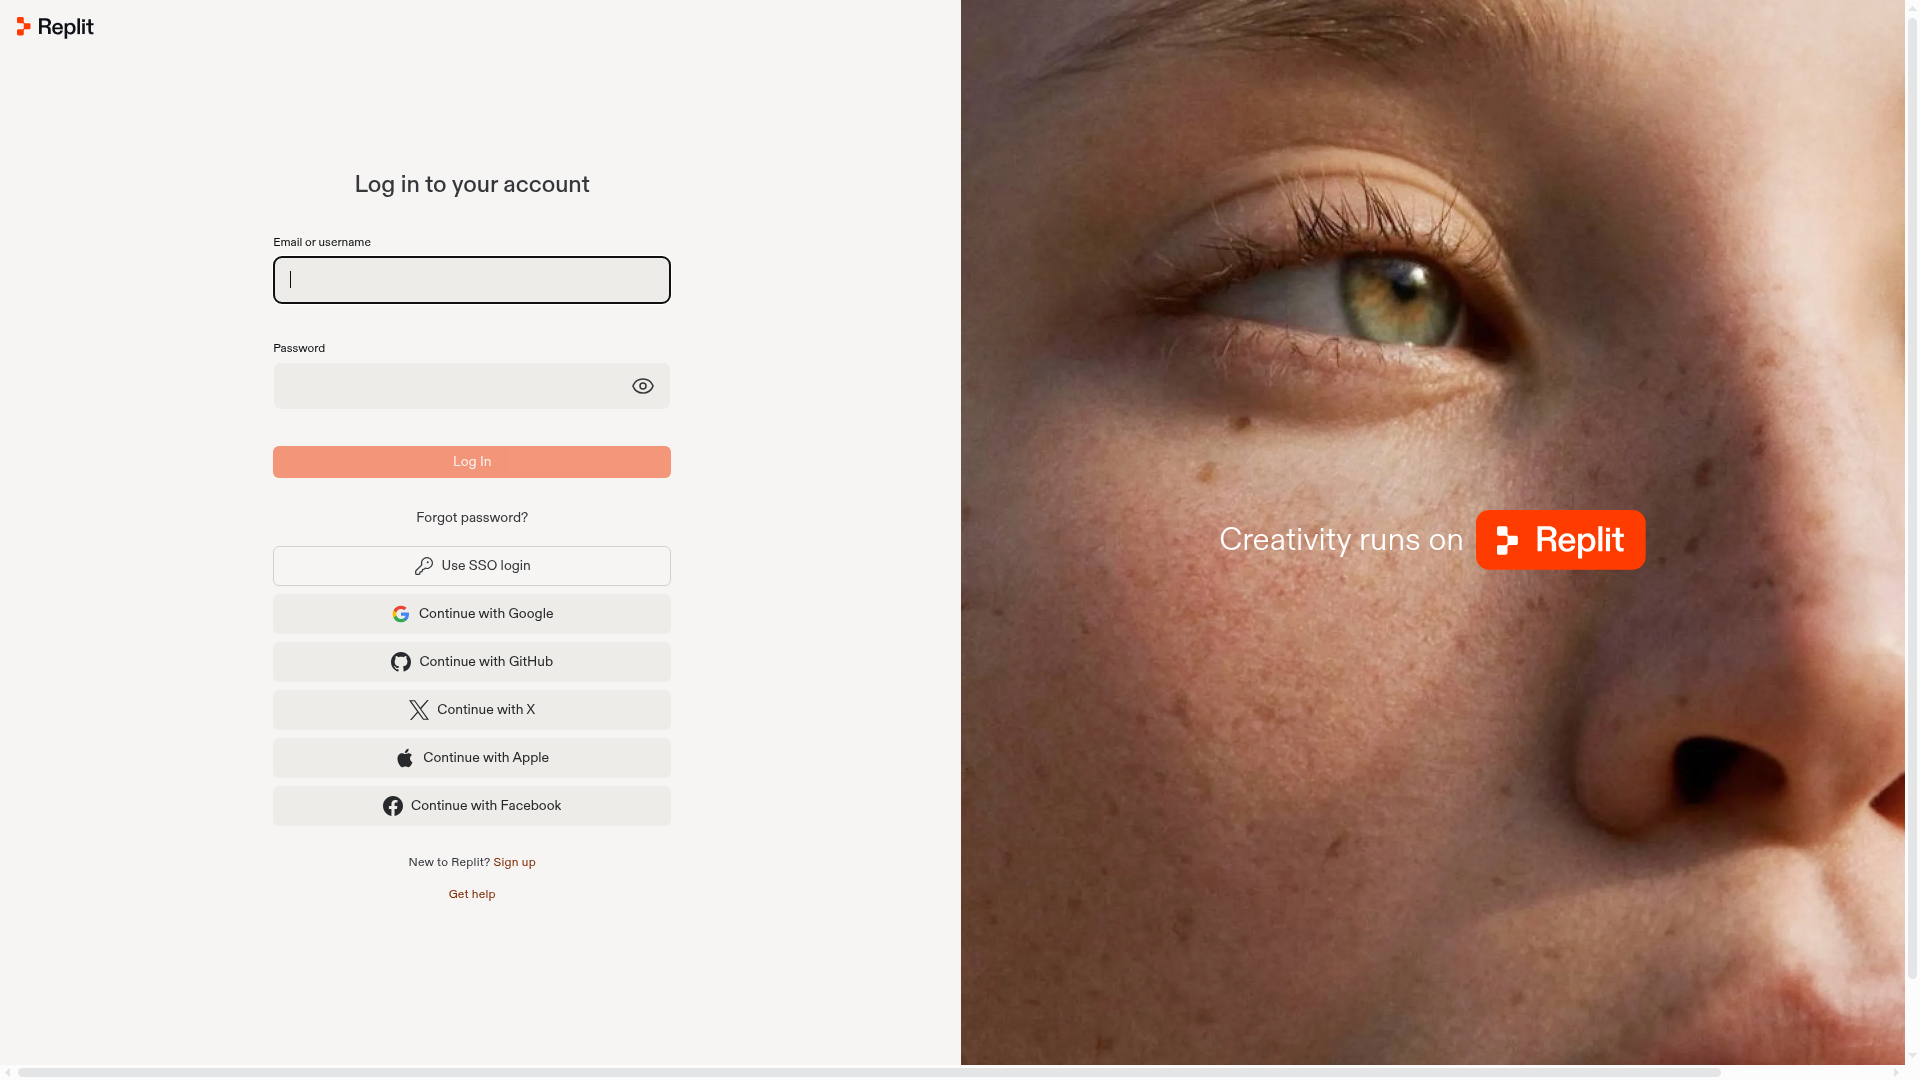 Replit
Log in to your account
Email or username
Password
Log In
Forgot password?
Use SSO login
Continue with Google
Continue with GitHub
Continue with X
Continue with Apple
Continue with Facebook
New to Replit? Sign up
Get help
Creativity runs on Replit